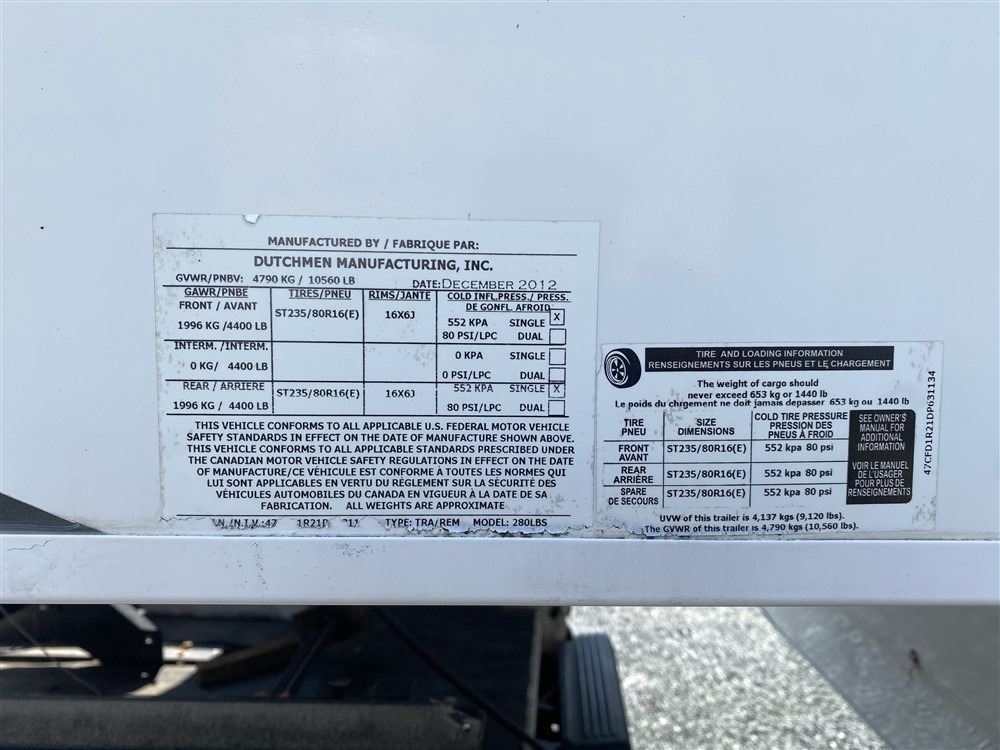 MANUFACTURED BY / FABRIQUE PAR:
DUTCHMEN MANUFACTURING, INC.
GVWR/PNBV: 4790 KG / 10560 LB DATE: DECEMBER 2012
GAWR/PNBE TIRES/PNEU RIMS/JANTE COLD INFL.PRESS./ PRESS. DE GONFL. AFROID
FRONT / AVANT ST235/80R16(E) 16X6J 552 KPA SINGLE X
1996 KG /4400 LB 80 PSI/LPC DUAL
INTERM. /INTERM. 0 KPA SINGLE
0 KG/ 4400 LB 0 PSI/LPC DUAL
REAR / ARRIERE ST235/80R16(E) 16X6J 552 KPA SINGLE X
1996 KG / 4400 LB 80 PSI/LPC DUAL
THIS VEHICLE CONFORMS TO ALL APPLICABLE U.S. FEDERAL MOTOR VEHICLE
SAFETY STANDARDS IN EFFECT ON THE DATE OF MANUFACTURE SHOWN ABOVE.
THIS VEHICLE CONFORMS TO ALL APPLICABLE STANDARDS PRESCRIBED UNDER
THE CANADIAN MOTOR VEHICLE SAFETY REGULATIONS IN EFFECT ON THE DATE
OF MANUFACTURE/CE VÉHICULE EST CONFORME À TOUTES LES NORMES QUI
LUI SONT APPLICABLES EN VERTU DU RÈGLEMENT SUR LA SÉCURITÉ DES
VÉHICULES AUTOMOBILES DU CANADA EN VIGUEUR À LA DATE DE SA
FABRICATION. ALL WEIGHTS ARE APPROXIMATE
TYPE: TRA/REM MODEL: 280LBS
TIRE AND LOADING INFORMATION
RENSEIGNEMENTS SUR LES PNEUS ET LE CHARGEMENT
The weight of cargo should
never exceed 653 kg or 1440 lb
Le poids du chrgement ne doit jamais depasser 653 kg ou 1440 lb
TIRE PNEU SIZE DIMENSIONS COLD TIRE PRESSURE PRESSION DES PNEUS À FROID
FRONT AVANT ST235/80R16(E) 552 kpa 80 psi
REAR ARRIÈRE ST235/80R16(E) 552 kpa 80 psi
SPARE DE SECOURS ST235/80R16(E) 552 kpa 80 psi
SEE OWNER'S
MANUAL FOR
ADDITIONAL
INFORMATION
VOIR LE MANUEL
DE L'USAGER
POUR PLUS DE
RENSEIGNEMENTS
UVW of this trailer is 4,137 kgs (9,120 lbs).
The GVWR of this trailer is 4,790 kgs (10,560 lbs).
47CFD1R21DP631134